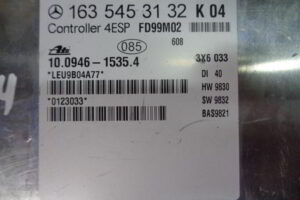 163 545 31 32 K 04
Controller 4ESP FD99M02
Ate 085 608
10.0946-1535.4 3X6 033
*LEU9B04A77* DI 40
HW 9830
*0123033* SW 9832
BAS9821